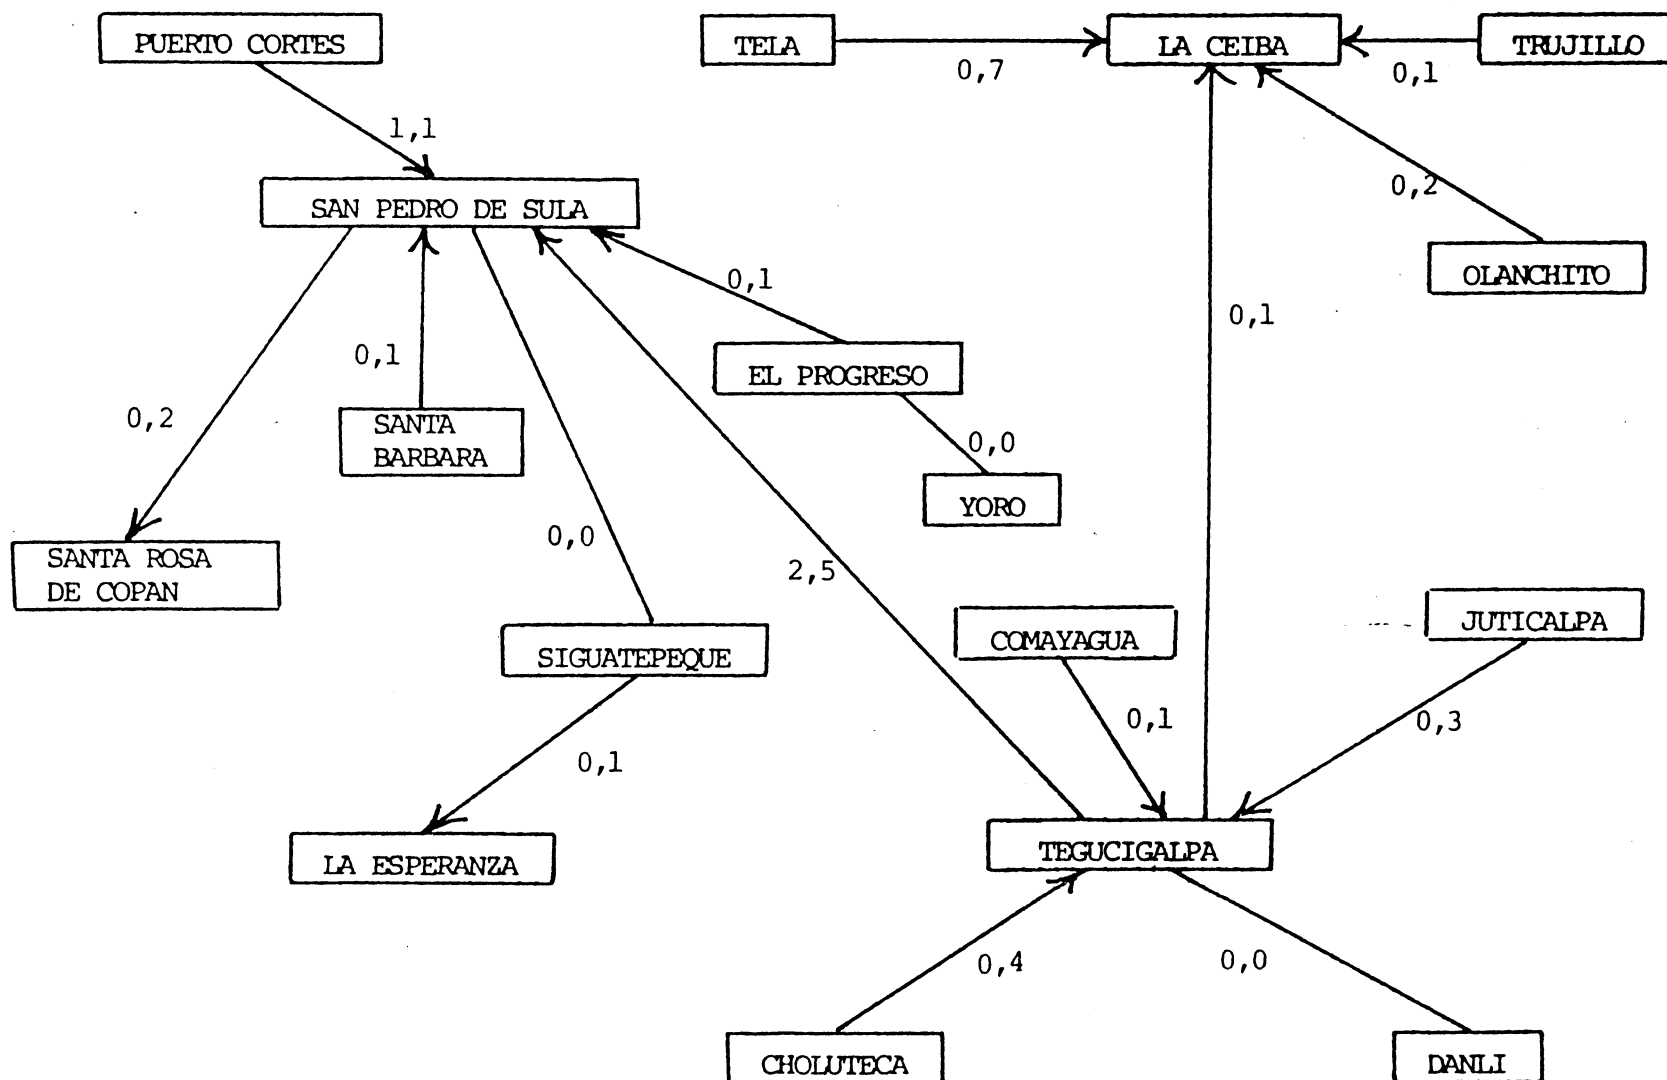 PUERTO CORTES
TELA
LA CEIBA
TRUJILLO
0,7
0,1
1,1
0,2
SAN PEDRO DE SULA
OLANCHITO
0,1
0,1
0,1
EL PROGRESO
0,2
SANTA
BARBARA
0,0
YORO
0,0
SANTA ROSA
DE COPAN
2,5
COMAYAGUA
JUTICALPA
SIGUATEPEQUE
0,1
0,3
0,1
TEGUCIGALPA
LA ESPERANZA
0,4
0,0
CHOLUTECA
DANLI